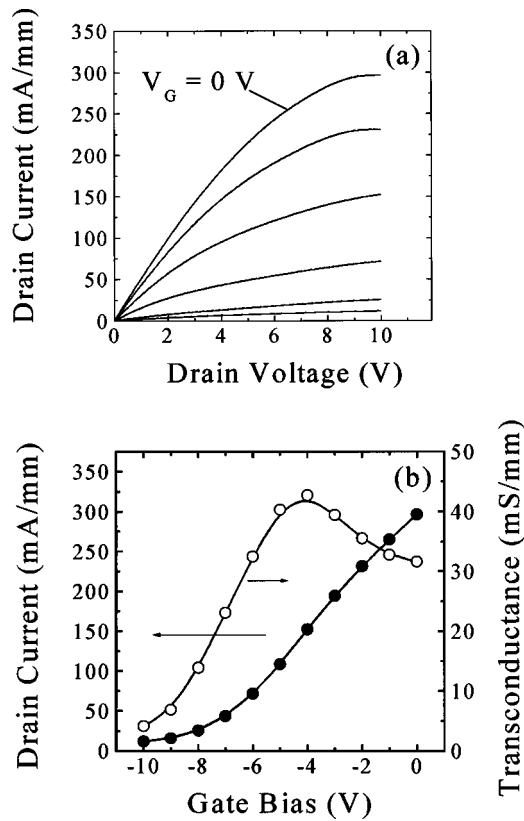 (a)
V_G = 0 V
350
300
250
200
150
100
50
0
0 2 4 6 8 10
Drain Current (mA/mm)
Drain Voltage (V)
(b)
350
300
250
200
150
100
50
0
50
40
30
20
10
0
-10 -8 -6 -4 -2 0
Drain Current (mA/mm)
Transconductance (mS/mm)
Gate Bias (V)